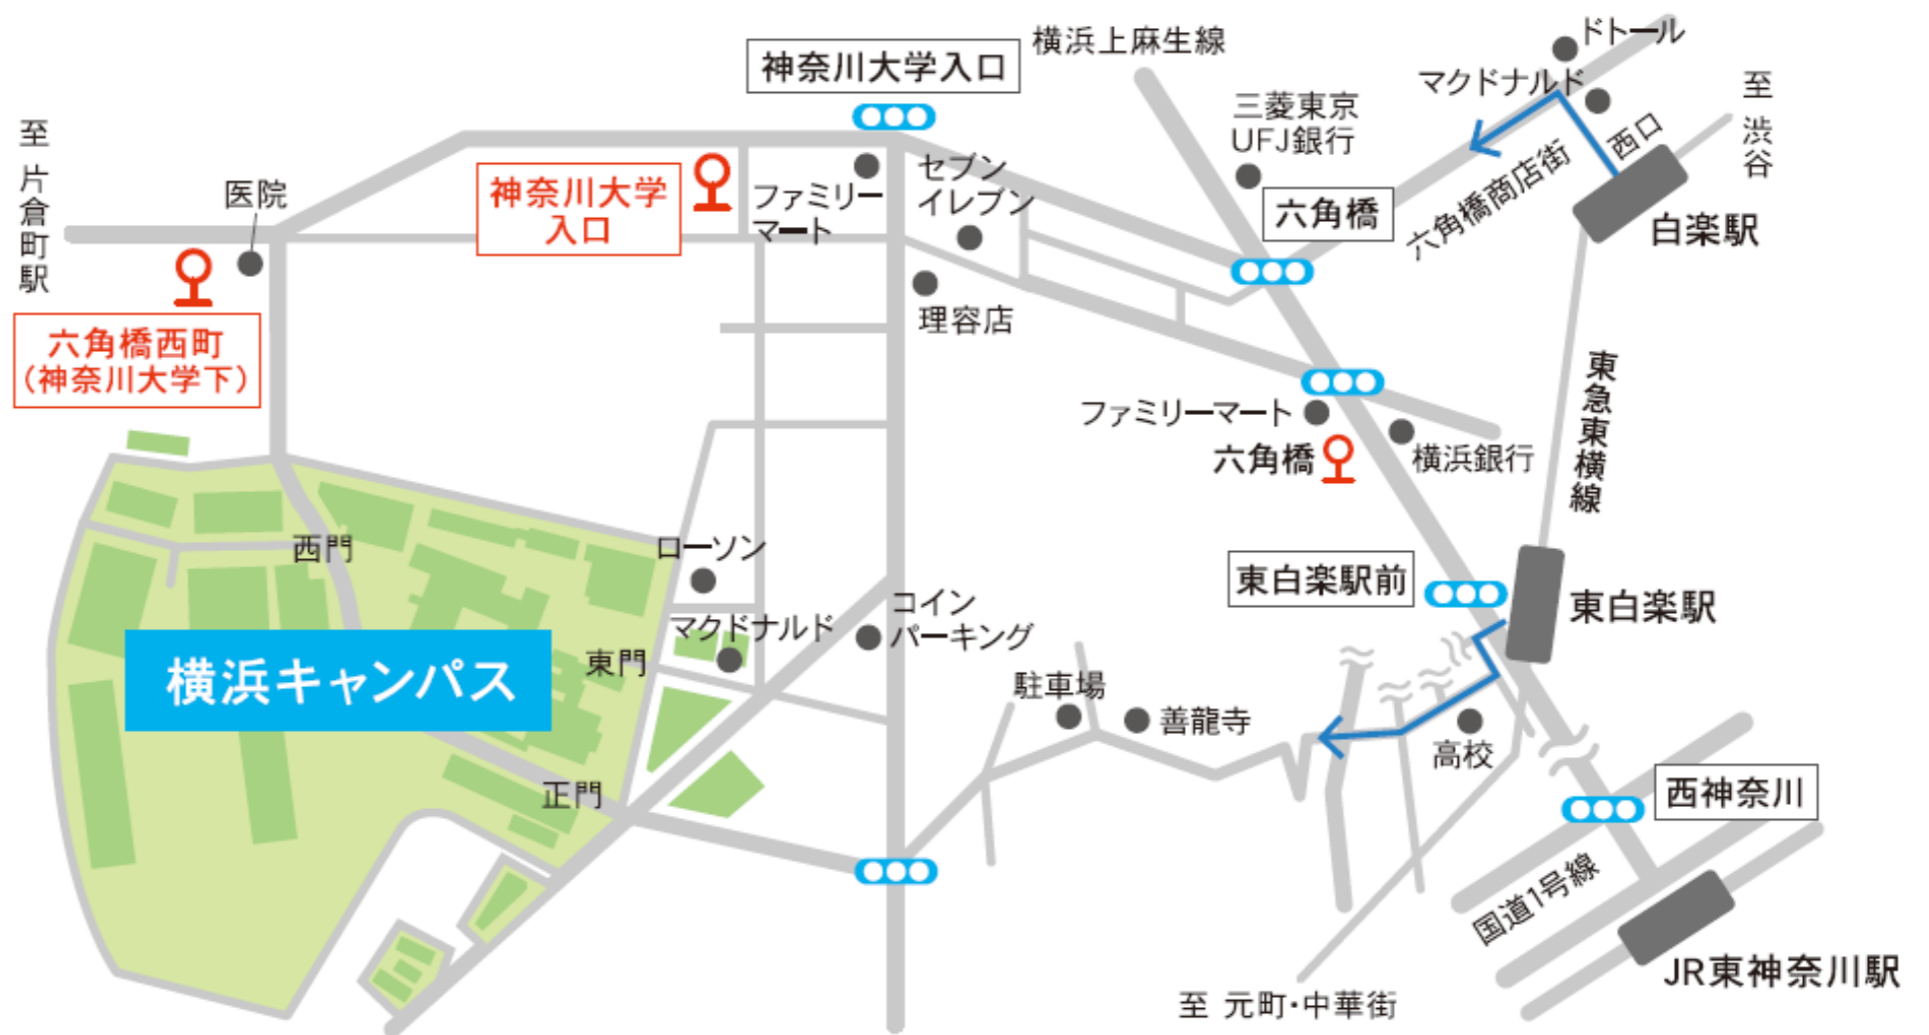 ドトール
横浜上麻生線
神奈川大学入口
マクドナルド
至 渋谷
三菱東京
UFJ銀行
西口
至 片倉町駅
医院
神奈川大学
入口
ファミリー
マート
セブン
イレブン
六角橋
六角橋商店街
白楽駅
理容店
六角橋西町
(神奈川大学下)
東急東横線
ファミリーマート
六角橋
横浜銀行
西門
ローソン
東白楽駅前
東白楽駅
コイン
パーキング
マクドナルド
東門
横浜キャンパス
駐車場
善龍寺
高校
正門
西神奈川
国道1号線
JR東神奈川駅
至 元町・中華街